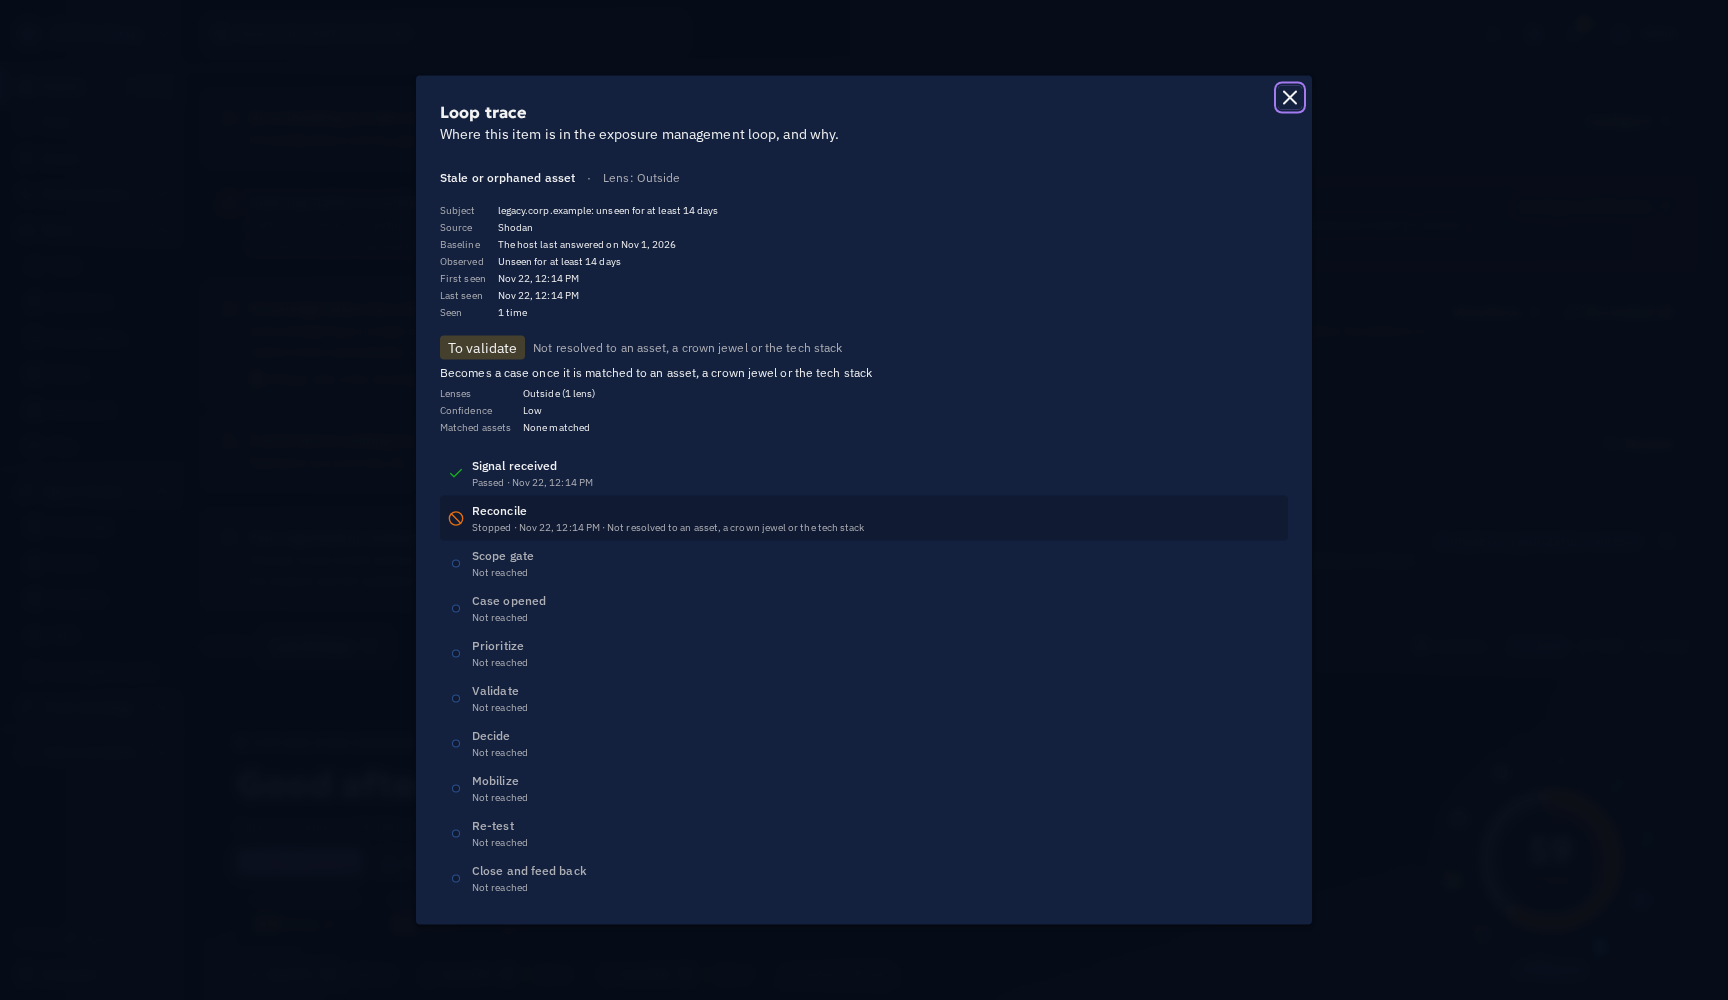 Loop trace
Where this item is in the exposure management loop, and why.
Stale or orphaned asset · Lens: Outside
Subject legacy.corp.example: unseen for at least 14 days
Source Shodan
Baseline The host last answered on Nov 1, 2026
Observed Unseen for at least 14 days
First seen Nov 22, 12:14 PM
Last seen Nov 22, 12:14 PM
Seen 1 time
To validate Not resolved to an asset, a crown jewel or the tech stack
Becomes a case once it is matched to an asset, a crown jewel or the tech stack
Lenses Outside (1 lens)
Confidence Low
Matched assets None matched
Signal received
Passed · Nov 22, 12:14 PM
Reconcile
Stopped · Nov 22, 12:14 PM · Not resolved to an asset, a crown jewel or the tech stack
Scope gate
Not reached
Case opened
Not reached
Prioritize
Not reached
Validate
Not reached
Decide
Not reached
Mobilize
Not reached
Re-test
Not reached
Close and feed back
Not reached
Good after